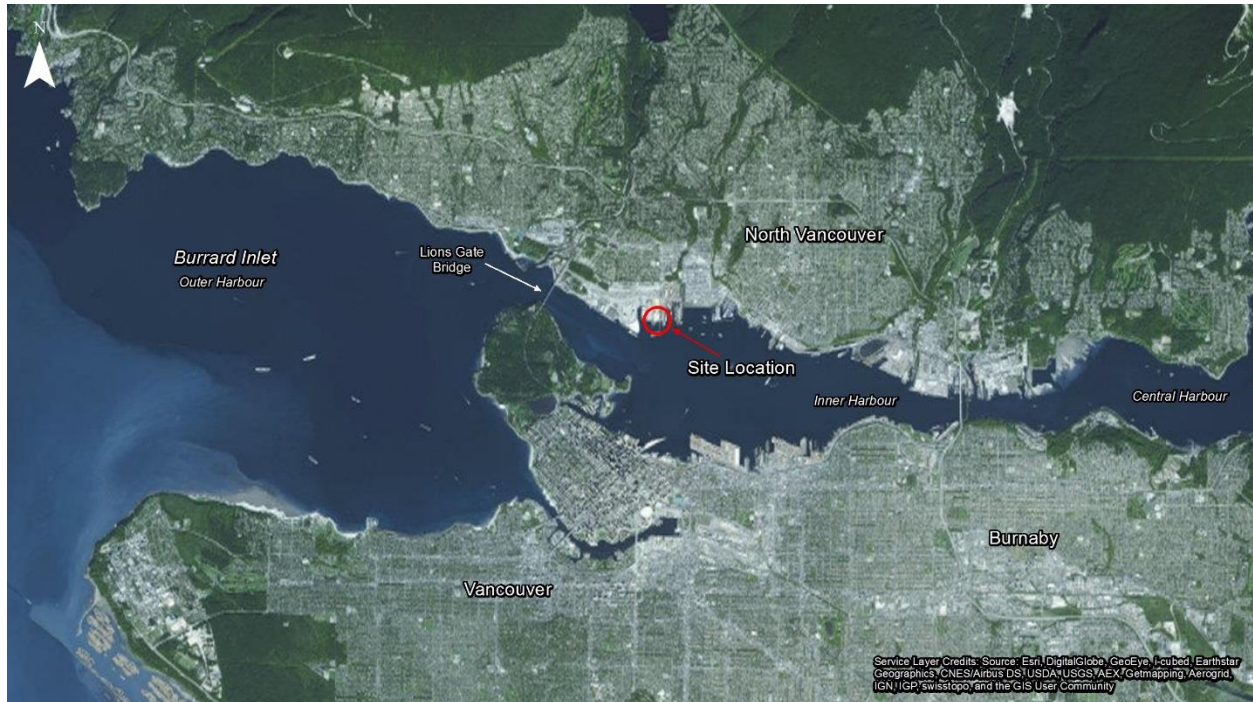 N
Burrard Inlet
Outer Harbour
Lions Gate
Bridge
North Vancouver
Site Location
Inner Harbour
Central Harbour
Burnaby
Vancouver
Service Layer Credits: Source: Esri, DigitalGlobe, GeoEye, i-cubed, Earthstar
Geographics, CNES/Airbus DS, USDA, USGS, AEX, Getmapping, Aerogrid,
IGN, IGP, swisstopo, and the GIS User Community